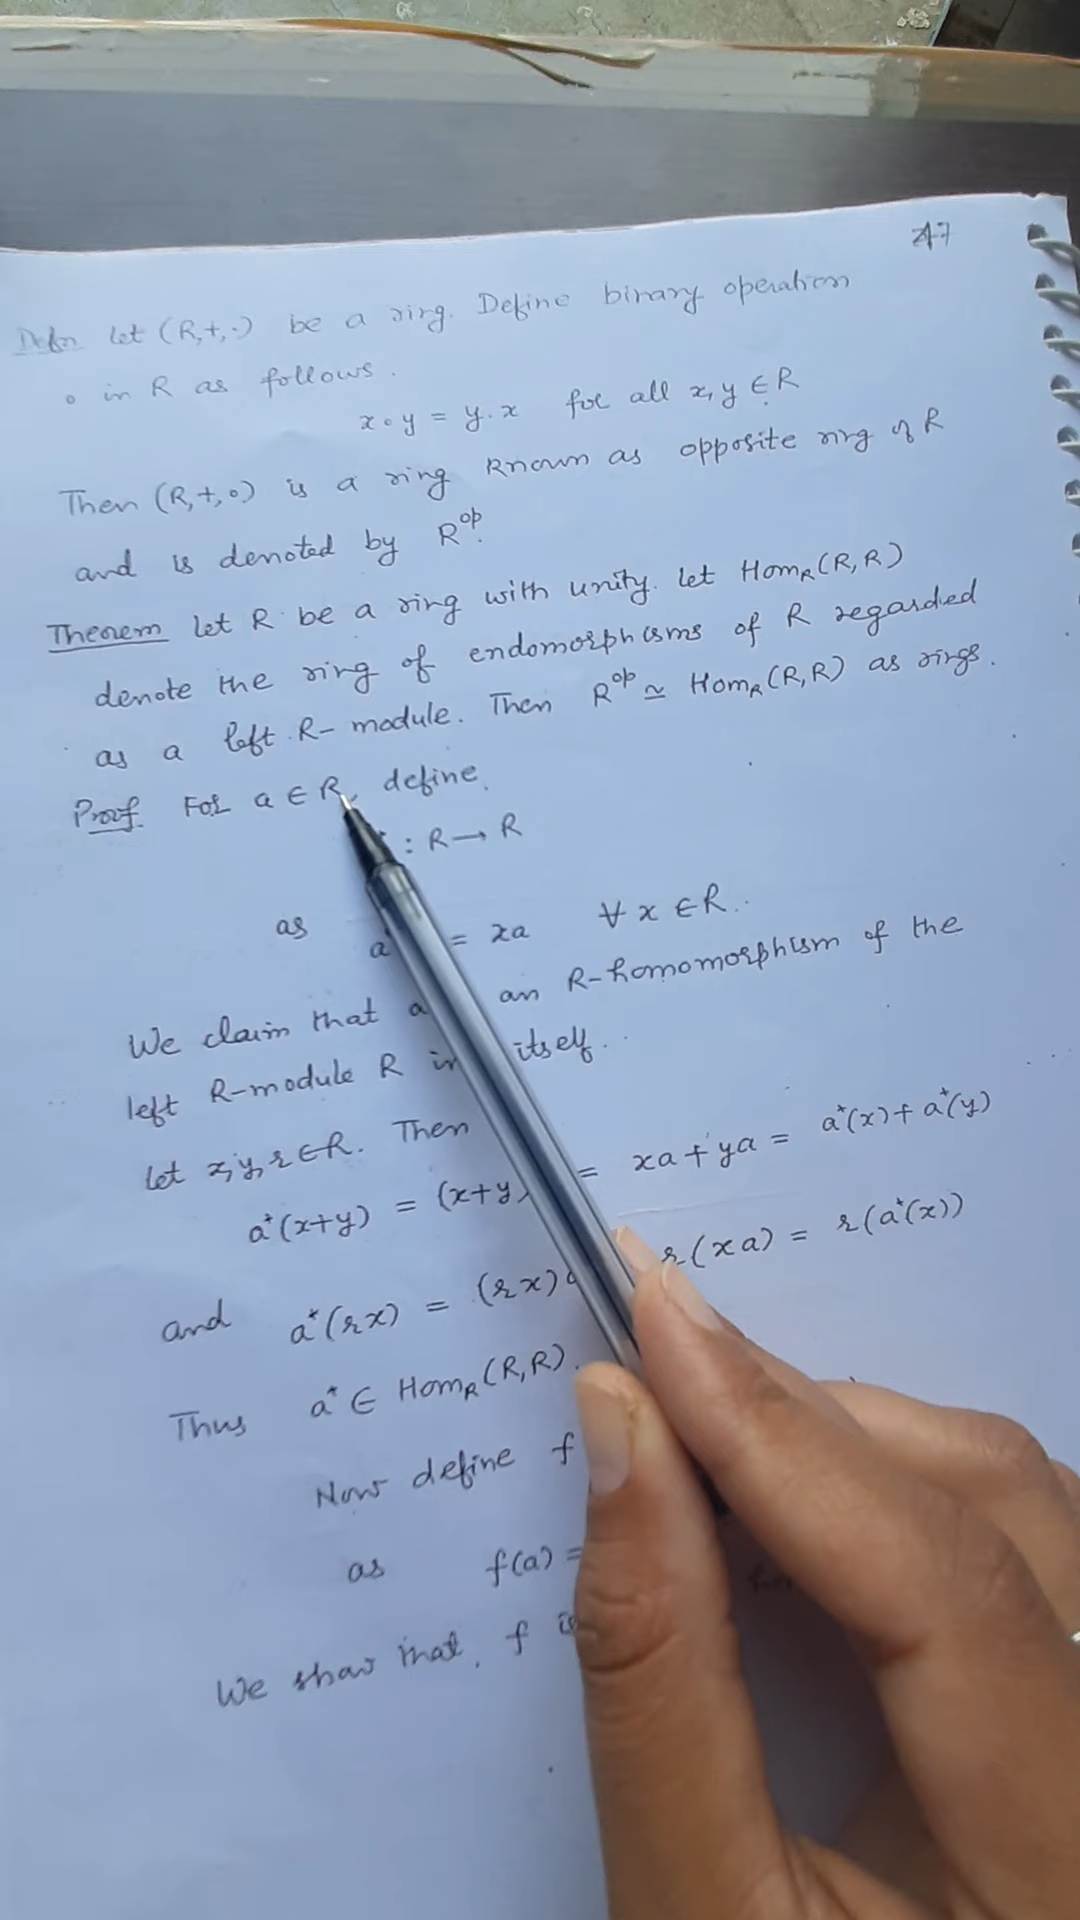 47
Defn let (R,+,.) be a ring. Define binary operation
∘ in R as follows.
x∘y = y.x for all x,y ∈ R
Then (R,+,∘) is a ring known as opposite ring of R
and is denoted by R^op.
Theorem let R be a ring with unity. let Hom_R(R,R)
denote the ring of endomorphisms of R regarded
as a left R-module. Then R^op ≃ Hom_R(R,R) as rings.
Proof For a ∈ R, define.
: R → R
as = xa ∀ x ∈ R.
We claim that an R-homomorphism of the
left R-module R itself.
let x,y,r ∈ R. Then
a*(x+y) = (x+y) = xa+ya = a*(x)+a*(y)
and a*(rx) = (rx) r(xa) = r(a*(x))
Thus a* ∈ Hom_R(R,R).
Now define f
as f(a) =
We show that, f is